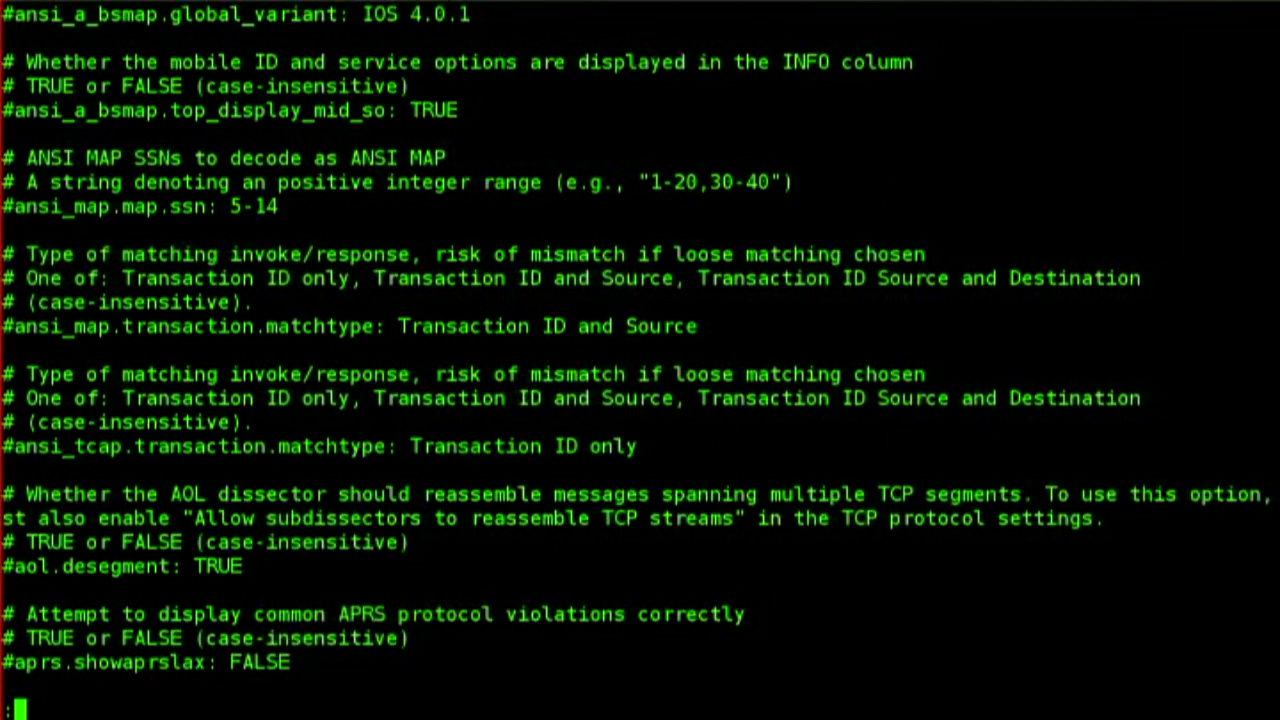 #ansi_a_bsmap.global_variant: IOS 4.0.1
# Whether the mobile ID and service options are displayed in the INFO column
# TRUE or FALSE (case-insensitive)
#ansi_a_bsmap.top_display_mid_so: TRUE
# ANSI MAP SSNs to decode as ANSI MAP
# A string denoting an positive integer range (e.g., "1-20,30-40")
#ansi_map.map.ssn: 5-14
# Type of matching invoke/response, risk of mismatch if loose matching chosen
# One of: Transaction ID only, Transaction ID and Source, Transaction ID Source and Destination
# (case-insensitive).
#ansi_map.transaction.matchtype: Transaction ID and Source
# Type of matching invoke/response, risk of mismatch if loose matching chosen
# One of: Transaction ID only, Transaction ID and Source, Transaction ID Source and Destination
# (case-insensitive).
#ansi_tcap.transaction.matchtype: Transaction ID only
# Whether the AOL dissector should reassemble messages spanning multiple TCP segments. To use this option,
st also enable "Allow subdissectors to reassemble TCP streams" in the TCP protocol settings.
# TRUE or FALSE (case-insensitive)
#aol.desegment: TRUE
# Attempt to display common APRS protocol violations correctly
# TRUE or FALSE (case-insensitive)
#aprs.showaprslax: FALSE
: